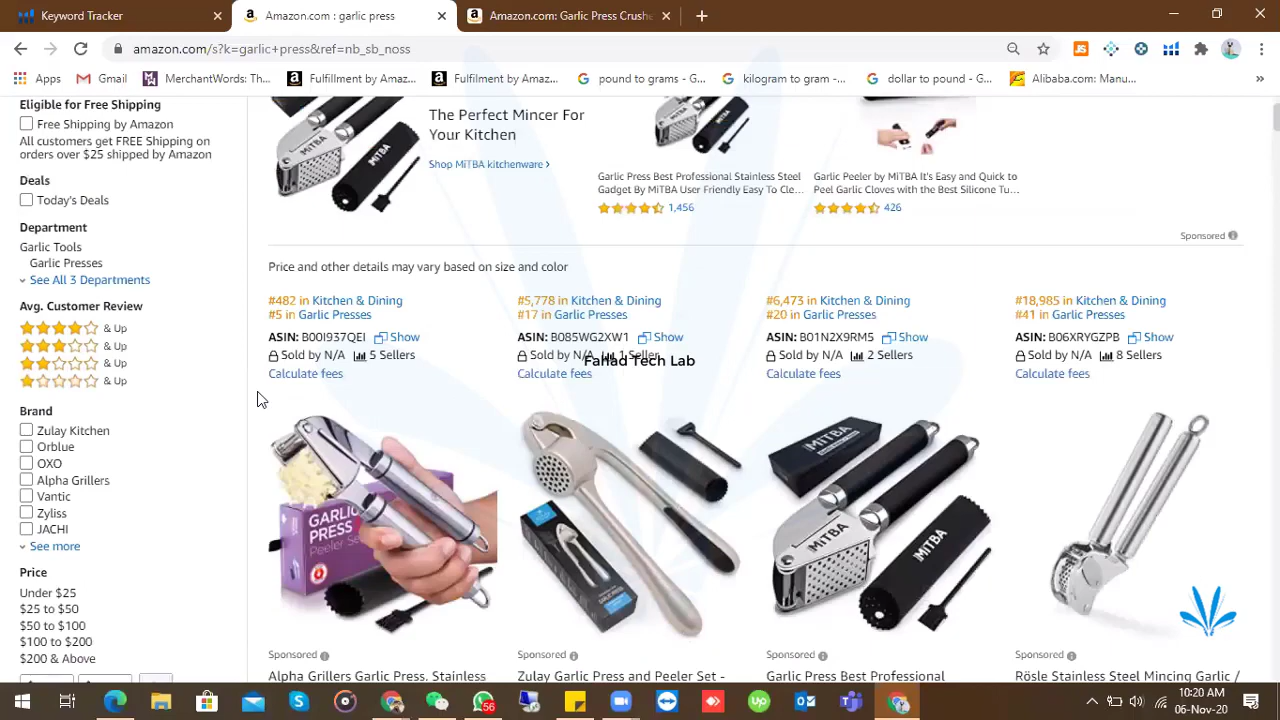 Keyword Tracker
Amazon.com : garlic press
Amazon.com: Garlic Press Crushe
amazon.com/s?k=garlic+press&ref=nb_sb_noss
JS
Apps
Gmail
MerchantWords: Th...
Fulfillment by Amaz...
Fulfilment by Amaz...
pound to grams - G...
kilogram to gram -...
dollar to pound - G...
Alibaba.com: Manu...
Eligible for Free Shipping
Free Shipping by Amazon
All customers get FREE Shipping on
orders over $25 shipped by Amazon
Deals
Today's Deals
Department
Garlic Tools
Garlic Presses
See All 3 Departments
Avg. Customer Review
& Up
& Up
& Up
& Up
Brand
Zulay Kitchen
Orblue
OXO
Alpha Grillers
Vantic
Zyliss
JACHI
See more
Price
Under $25
$25 to $50
$50 to $100
$100 to $200
$200 & Above
MiTBA
The Perfect Mincer For
Your Kitchen
Shop MiTBA kitchenware ›
Garlic Press Best Professional Stainless Steel
Gadget By MiTBA User Friendly Easy To Cle...
1,456
Garlic Peeler by MiTBA It's Easy and Quick to
Peel Garlic Cloves with the Best Silicone Tu...
426
Sponsored
Price and other details may vary based on size and color
#482 in Kitchen & Dining
#5 in Garlic Presses
ASIN: B00I937QEI Show
Sold by N/A 5 Sellers
Calculate fees
GARLIC
PRESS
Peeler Set
Sponsored
Alpha Grillers Garlic Press, Stainless
#5,778 in Kitchen & Dining
#17 in Garlic Presses
ASIN: B085WG2XW1 Show
Sold by N/A 1 Seller
Fahad Tech Lab
Calculate fees
Sponsored
Zulay Garlic Press and Peeler Set -
#6,473 in Kitchen & Dining
#20 in Garlic Presses
ASIN: B01N2X9RM5 Show
Sold by N/A 2 Sellers
Calculate fees
MiTBA
MiTBA
MiTBA
Sponsored
Garlic Press Best Professional
#18,985 in Kitchen & Dining
#41 in Garlic Presses
ASIN: B06XRYGZPB Show
Sold by N/A 8 Sellers
Calculate fees
Sponsored
Rösle Stainless Steel Mincing Garlic /
56
Up
10:20 AM
06-Nov-20